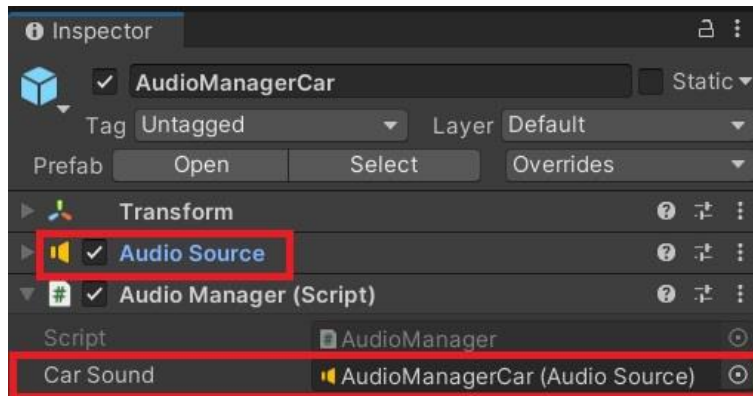 Inspector
AudioManagerCar Static
Tag Untagged Layer Default
Prefab Open Select Overrides
Transform
Audio Source
# Audio Manager (Script)
Script # AudioManager
Car Sound AudioManagerCar (Audio Source)